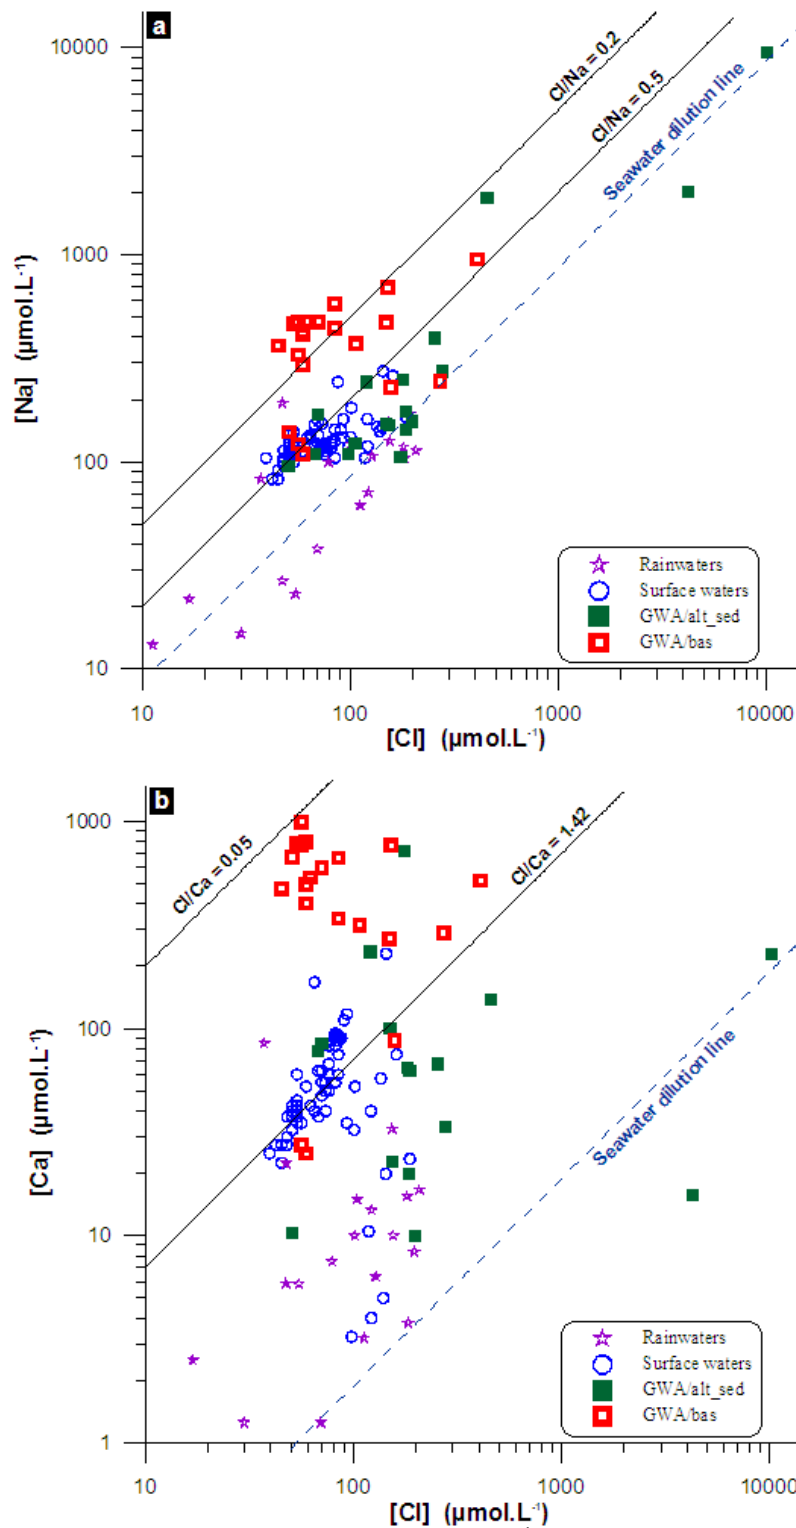 a
10000
1000
100
10
[Na] (µmol.L-1)
Cl/Na = 0.2
Cl/Na = 0.5
Seawater dilution line
Rainwaters
Surface waters
GWA/alt_sed
GWA/bas
10
100
1000
10000
[Cl] (µmol.L-1)
b
1000
100
10
1
[Ca] (µmol.L-1)
Cl/Ca = 0.05
Cl/Ca = 1.42
Seawater dilution line
Rainwaters
Surface waters
GWA/alt_sed
GWA/bas
10
100
1000
10000
[Cl] (µmol.L-1)